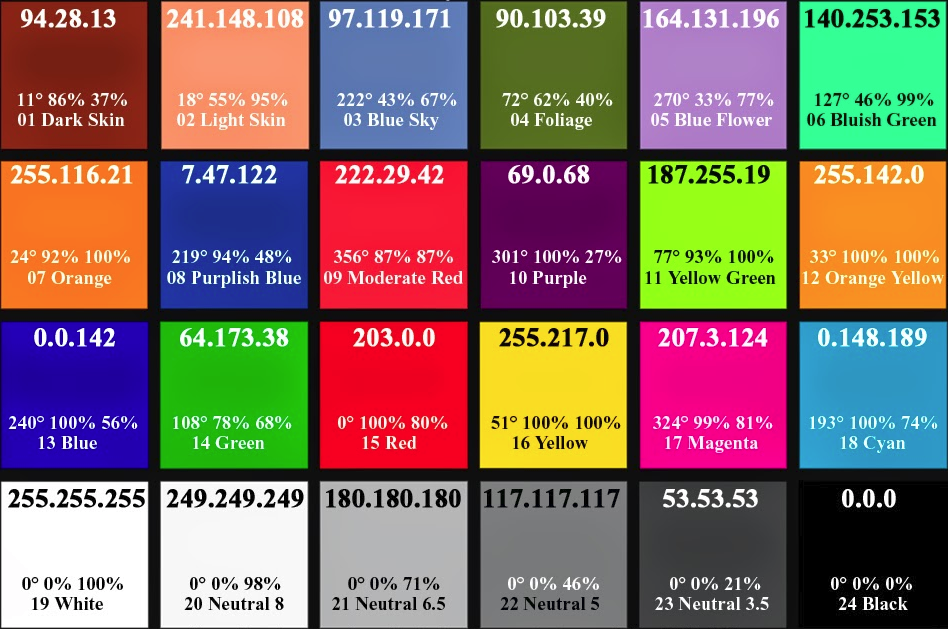 94.28.13
11° 86% 37%
01 Dark Skin
241.148.108
18° 55% 95%
02 Light Skin
97.119.171
222° 43% 67%
03 Blue Sky
90.103.39
72° 62% 40%
04 Foliage
164.131.196
270° 33% 77%
05 Blue Flower
140.253.153
127° 46% 99%
06 Bluish Green
255.116.21
24° 92% 100%
07 Orange
7.47.122
219° 94% 48%
08 Purplish Blue
222.29.42
356° 87% 87%
09 Moderate Red
69.0.68
301° 100% 27%
10 Purple
187.255.19
77° 93% 100%
11 Yellow Green
255.142.0
33° 100% 100%
12 Orange Yellow
0.0.142
240° 100% 56%
13 Blue
64.173.38
108° 78% 68%
14 Green
203.0.0
0° 100% 80%
15 Red
255.217.0
51° 100% 100%
16 Yellow
207.3.124
324° 99% 81%
17 Magenta
0.148.189
193° 100% 74%
18 Cyan
255.255.255
0° 0% 100%
19 White
249.249.249
0° 0% 98%
20 Neutral 8
180.180.180
0° 0% 71%
21 Neutral 6.5
117.117.117
0° 0% 46%
22 Neutral 5
53.53.53
0° 0% 21%
23 Neutral 3.5
0.0.0
0° 0% 0%
24 Black